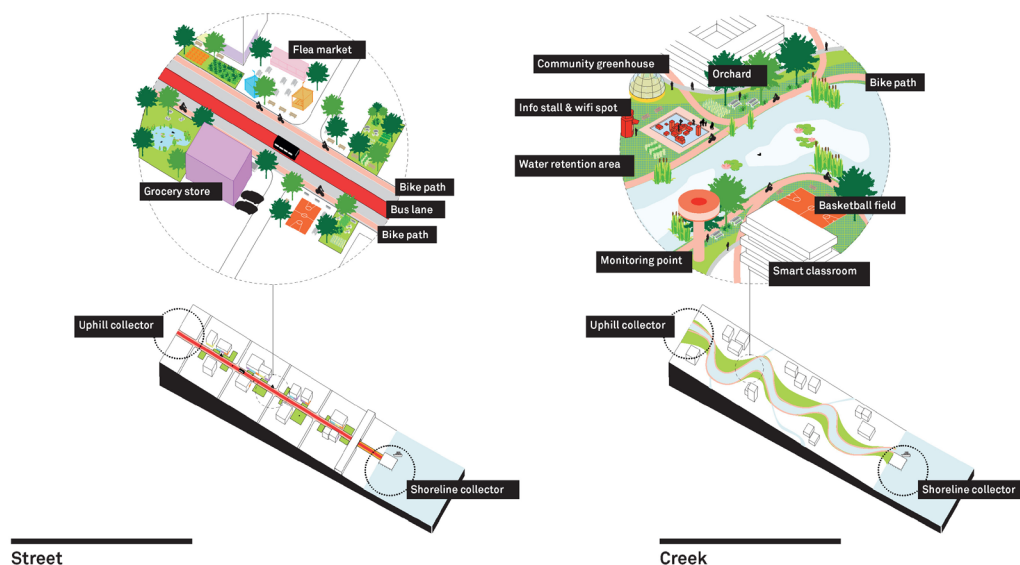 Flea market
Grocery store
Bike path
Bus lane
Bike path
Uphill collector
Shoreline collector
Street
Community greenhouse
Orchard
Bike path
Info stall & wifi spot
Water retention area
Basketball field
Monitoring point
Smart classroom
Uphill collector
Shoreline collector
Creek